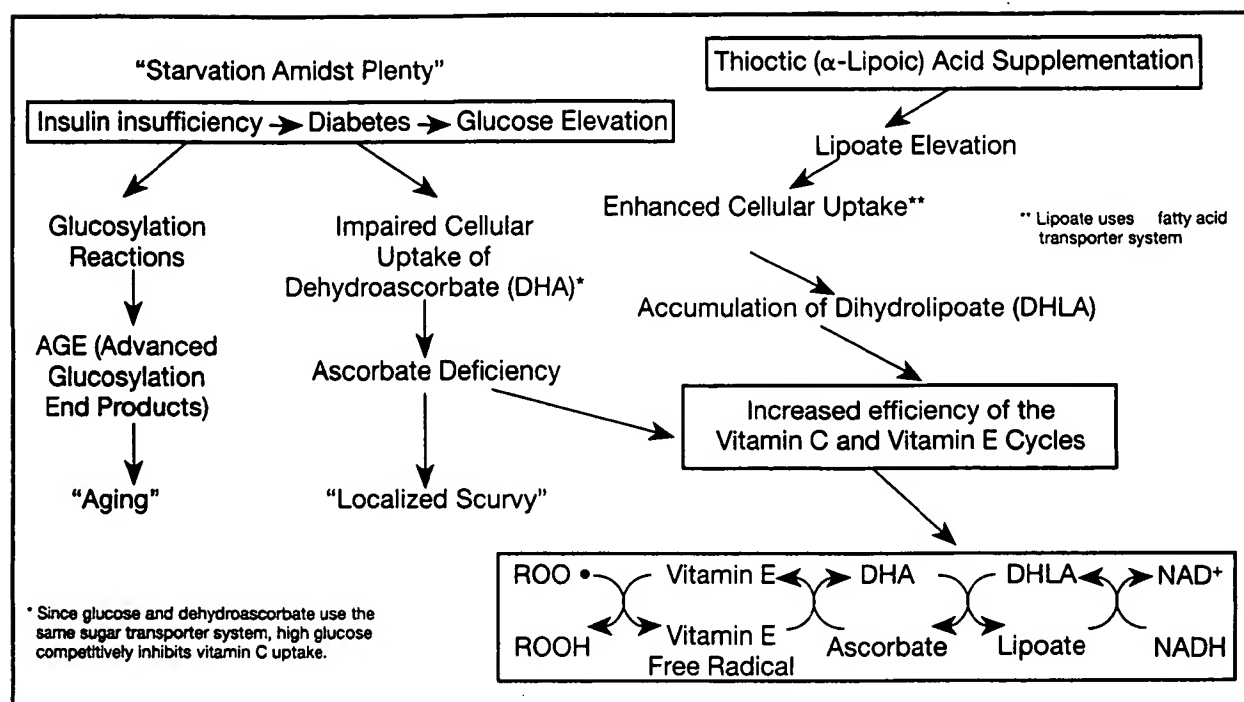 "Starvation Amidst Plenty"
Insulin insufficiency → Diabetes → Glucose Elevation
Glucosylation
Reactions
AGE (Advanced
Glucosylation
End Products)
"Aging"
Impaired Cellular
Uptake of
Dehydroascorbate (DHA)*
Ascorbate Deficiency
"Localized Scurvy"
Thioctic (α-Lipoic) Acid Supplementation
Lipoate Elevation
Enhanced Cellular Uptake**
** Lipoate uses fatty acid
transporter system
Accumulation of Dihydrolipoate (DHLA)
Increased efficiency of the
Vitamin C and Vitamin E Cycles
ROO • Vitamin E DHA DHLA NAD+
ROOH Vitamin E Ascorbate Lipoate NADH
Free Radical
* Since glucose and dehydroascorbate use the
same sugar transporter system, high glucose
competitively inhibits vitamin C uptake.